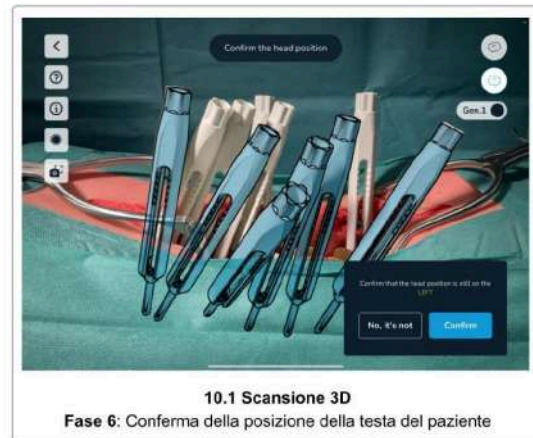 Confirm the head position
Gen.1
Confirm that the head position is still on the
LEFT
No, it's not
Confirm
10.1 Scansione 3D
Fase 6: Conferma della posizione della testa del paziente